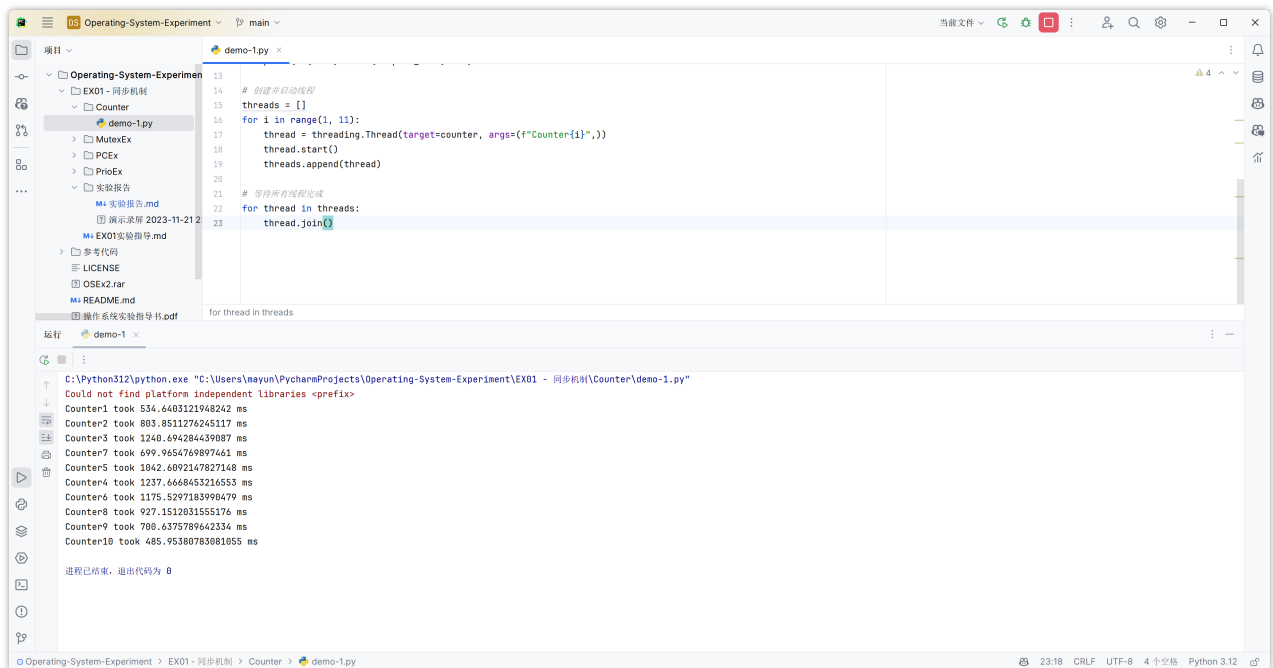 OS Operating-System-Experiment main 当前文件
项目
demo-1.py
Operating-System-Experimen
EX01 - 同步机制
Counter
demo-1.py
MutexEx
PCEx
PrioEx
实验报告
M↓ 实验报告.md
演示录屏 2023-11-21 2
M↓ EX01实验指导.md
参考代码
LICENSE
OSEx2.rar
M↓ README.md
操作系统实验指导书.pdf
4
13
14 # 创建并启动线程
15 threads = []
16 for i in range(1, 11):
17 thread = threading.Thread(target=counter, args=(f"Counter{i}",))
18 thread.start()
19 threads.append(thread)
20
21 # 等待所有线程完成
22 for thread in threads:
23 thread.join()
for thread in threads
运行 demo-1
C:\Python312\python.exe "C:\Users\mayun\PycharmProjects\Operating-System-Experiment\EX01 - 同步机制\Counter\demo-1.py"
Could not find platform independent libraries <prefix>
Counter1 took 534.6403121948242 ms
Counter2 took 803.8511276245117 ms
Counter3 took 1240.694284439087 ms
Counter7 took 699.9654769897461 ms
Counter5 took 1042.6092147827148 ms
Counter4 took 1237.6668453216553 ms
Counter6 took 1175.5297183990479 ms
Counter8 took 927.1512031555176 ms
Counter9 took 700.6375789642334 ms
Counter10 took 485.95380783081055 ms
进程已结束，退出代码为 0
Operating-System-Experiment > EX01 - 同步机制 > Counter > demo-1.py
23:18 CRLF UTF-8 4 个空格 Python 3.12